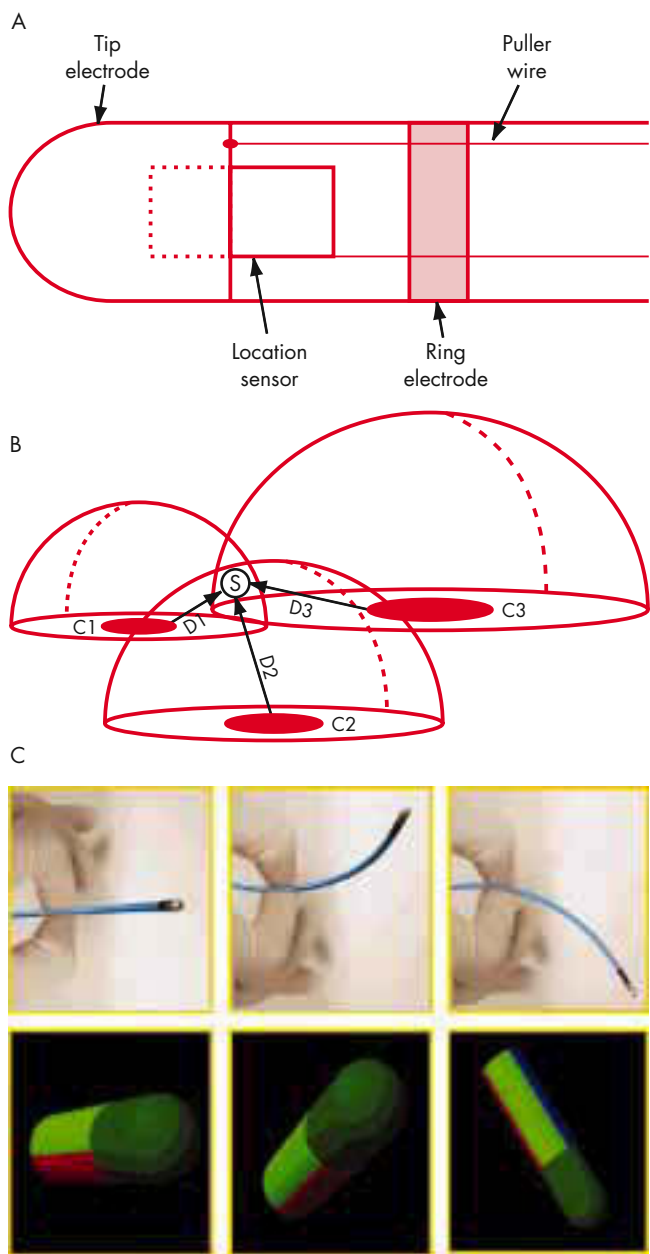 A
Tip
electrode
Puller
wire
Location
sensor
Ring
electrode
B
S
C1
D1
D3
C3
D2
C2
C